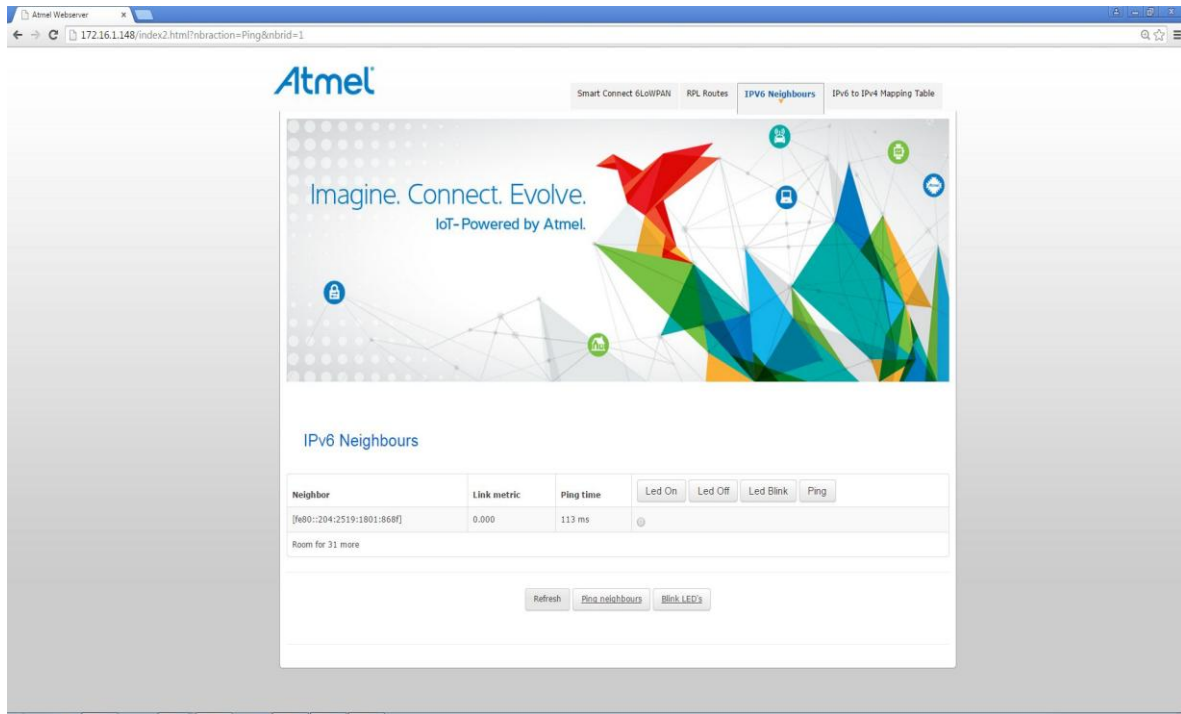 Atmel Webserver
172.16.1.148/index2.html?nbraction=Ping&nbrid=1
Atmel
Smart Connect 6LoWPAN RPL Routes IPV6 Neighbours IPv6 to IPv4 Mapping Table
Imagine. Connect. Evolve.
IoT-Powered by Atmel.
IPv6 Neighbours
Neighbor Link metric Ping time Led On Led Off Led Blink Ping
[fe80::204:2519:1801:868f] 0.000 113 ms
Room for 31 more
Refresh Ping neighbours Blink LED's